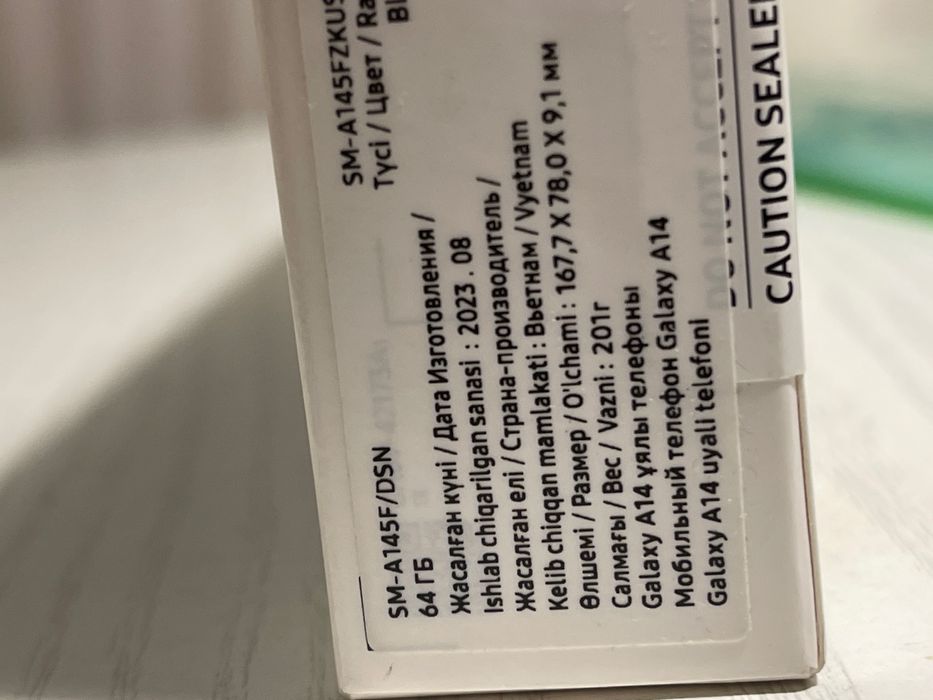 SM-A145F/DSN
64 ГБ
Жасалған күні / Дата Изготовления /
Ishlab chiqarilgan sanasi : 2023 . 08
Жасалған елі / Страна-производитель /
Kelib chiqqan mamlakati : Вьетнам / Vyetnam
Өлшемі / Размер / O'lchami : 167,7 X 78,0 X 9,1 мм
Салмағы / Вес / Vazni : 201г
Galaxy A14 ұялы телефоны
Мобильный телефон Galaxy A14
Galaxy A14 uyali telefoni
SM-A145FZKUS
Түсі / Цвет / Ra
Bl
CAUTION SEALE